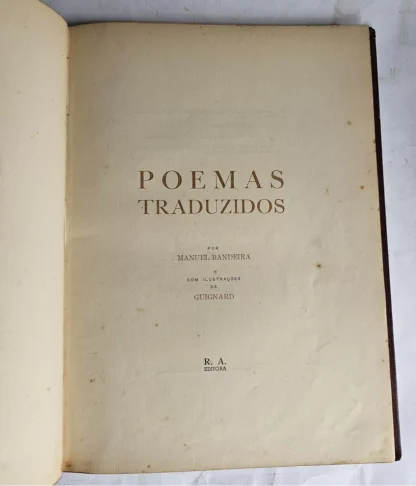 POEMAS
TRADUZIDOS
POR
MANUEL BANDEIRA
E
COM ILUSTRAÇÕES
DE
GUIGNARD
R. A.
EDITORA